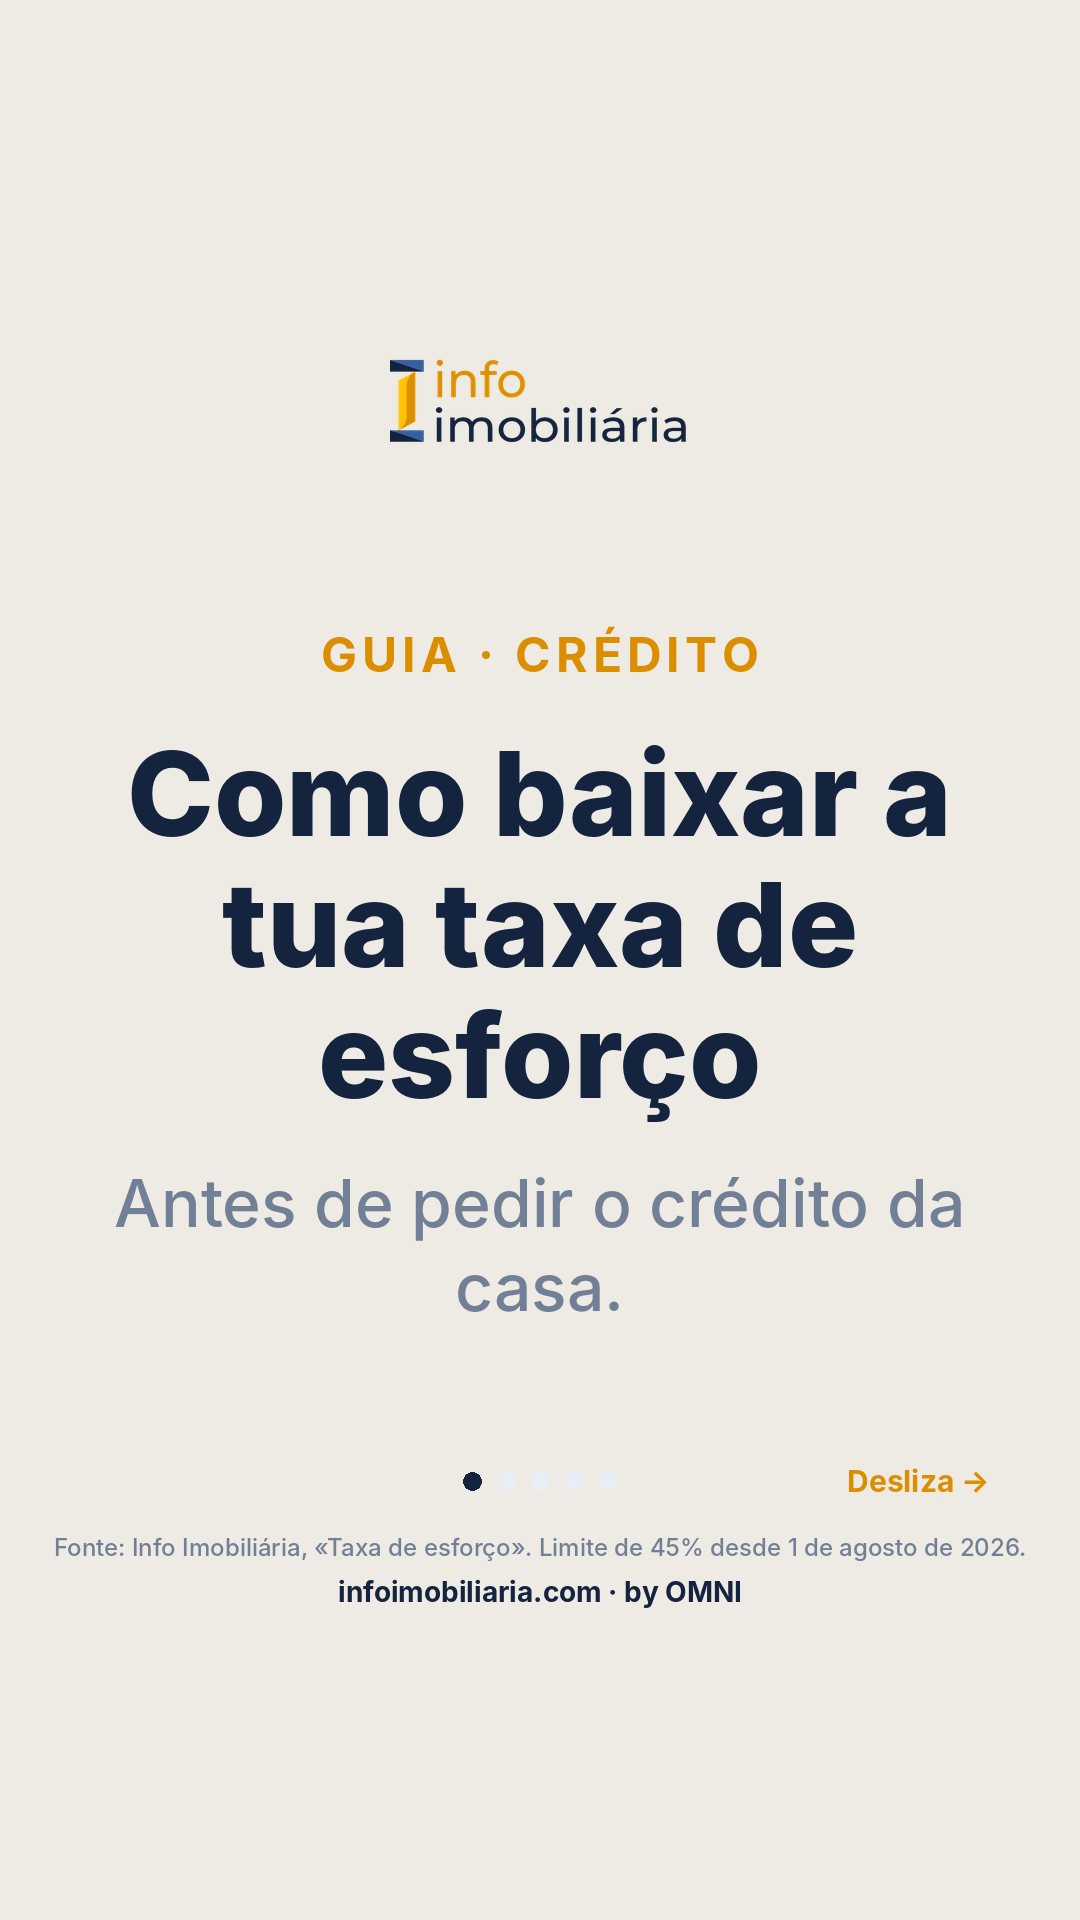 info
imobiliária
GUIA · CRÉDITO
Como baixar a
tua taxa de
esforço
Antes de pedir o crédito da
casa.
Desliza →
Fonte: Info Imobiliária, «Taxa de esforço». Limite de 45% desde 1 de agosto de 2026.
infoimobiliaria.com · by OMNI